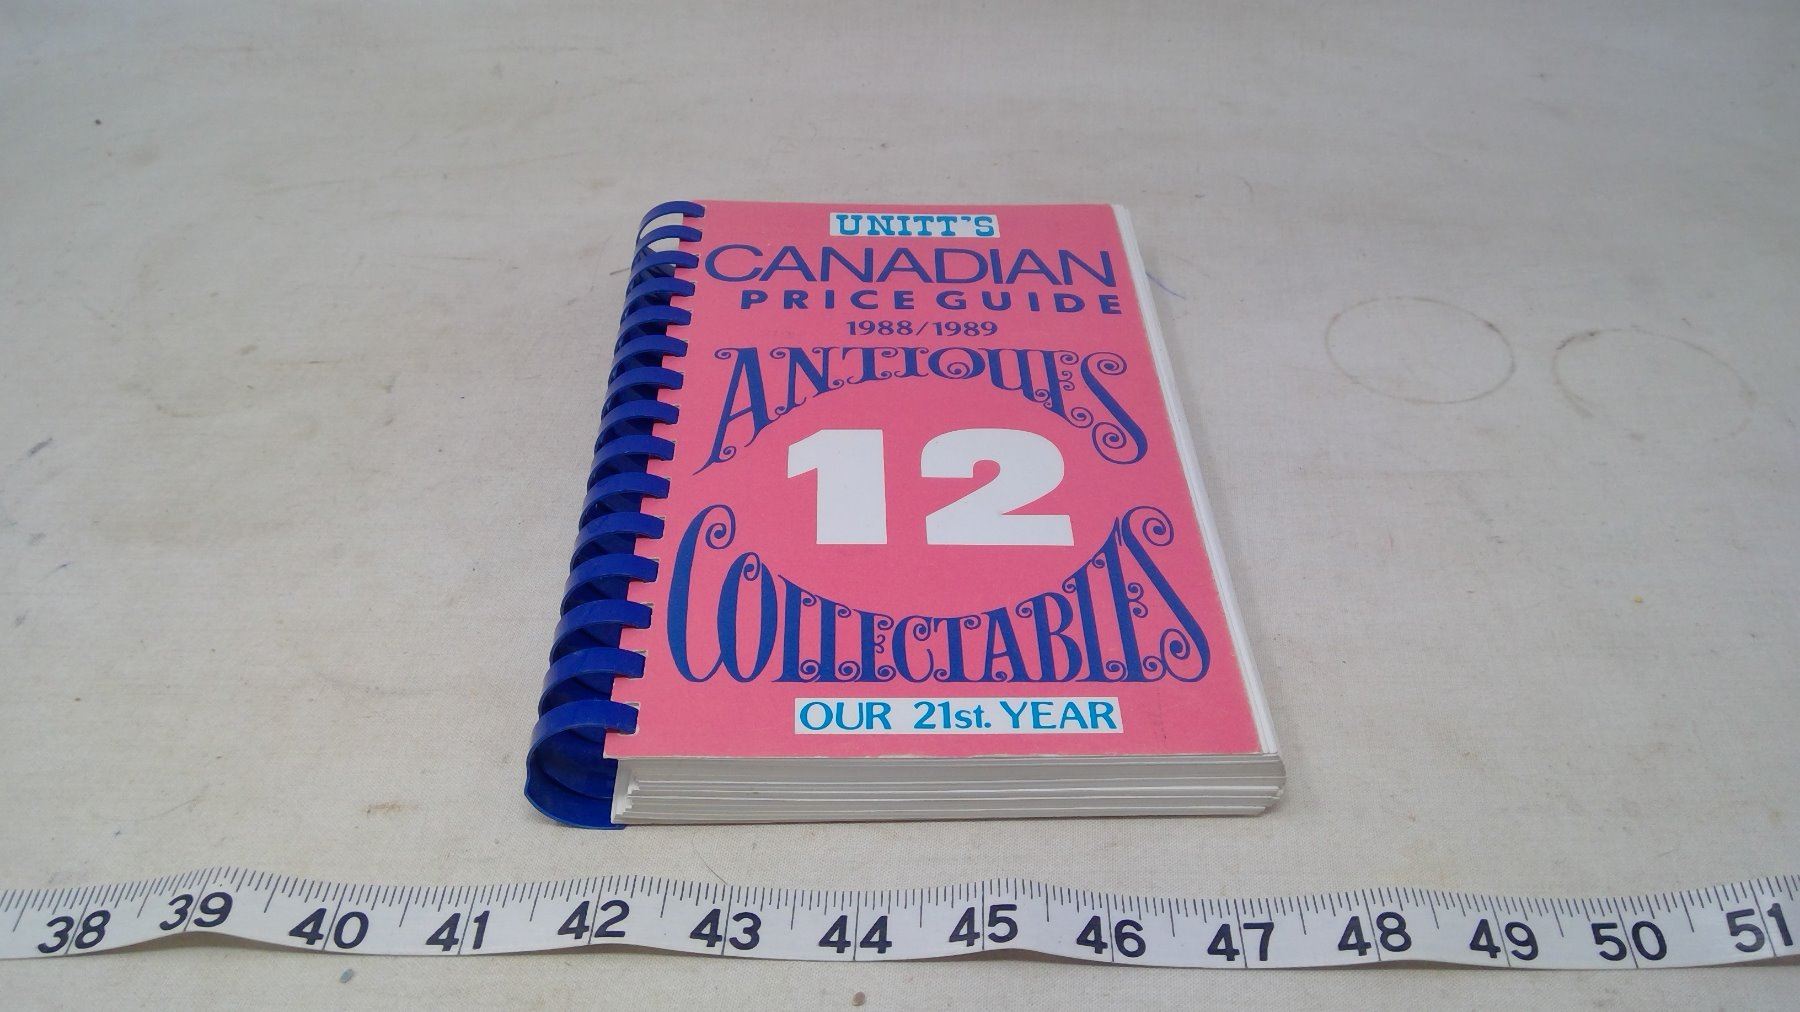 UNITT'S
CANADIAN
PRICE GUIDE
1988/1989
ANTIQUES
12
COLLECTABLES
OUR 21st. YEAR
38 39 40 41 42 43 44 45 46 47 48 49 50 51